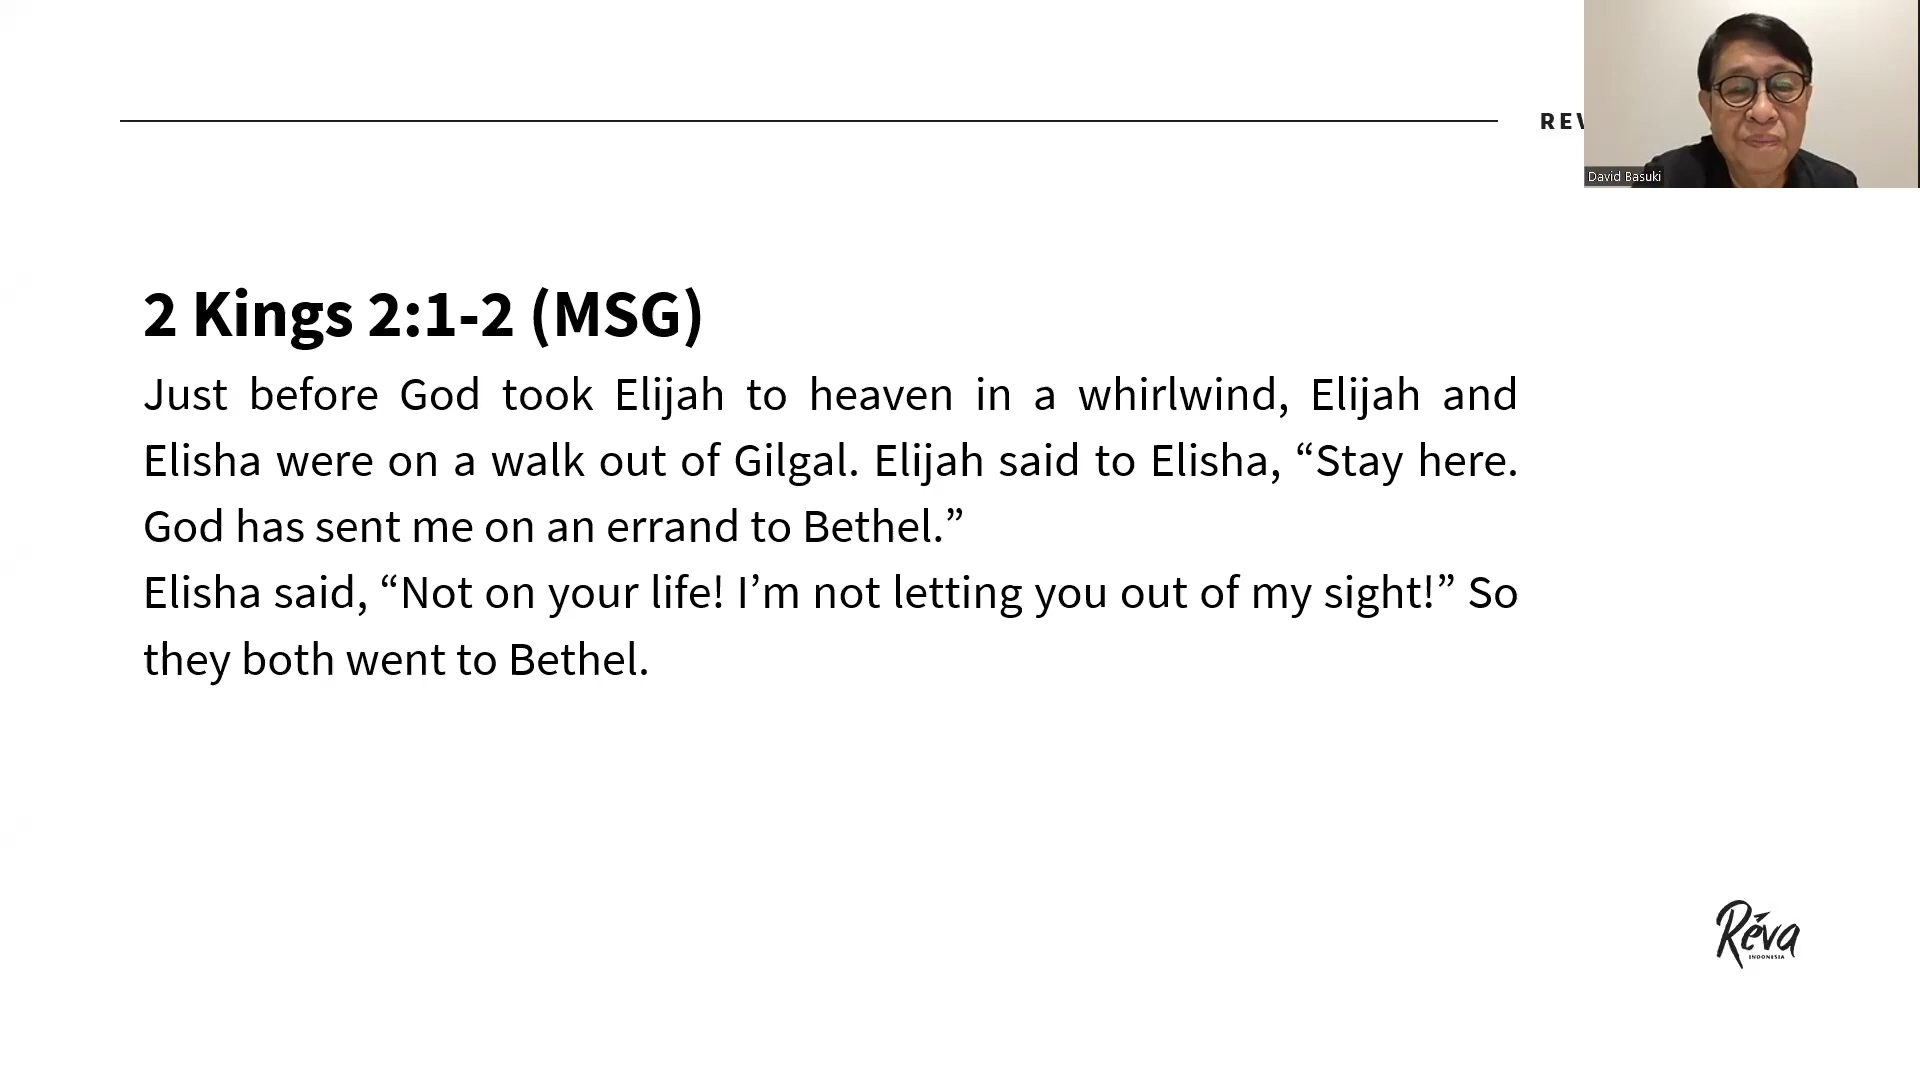 REV
David Basuki
2 Kings 2:1-2 (MSG)
Just before God took Elijah to heaven in a whirlwind, Elijah and
Elisha were on a walk out of Gilgal. Elijah said to Elisha, “Stay here.
God has sent me on an errand to Bethel.”
Elisha said, “Not on your life! I’m not letting you out of my sight!” So
they both went to Bethel.
Réva
INDONESIA